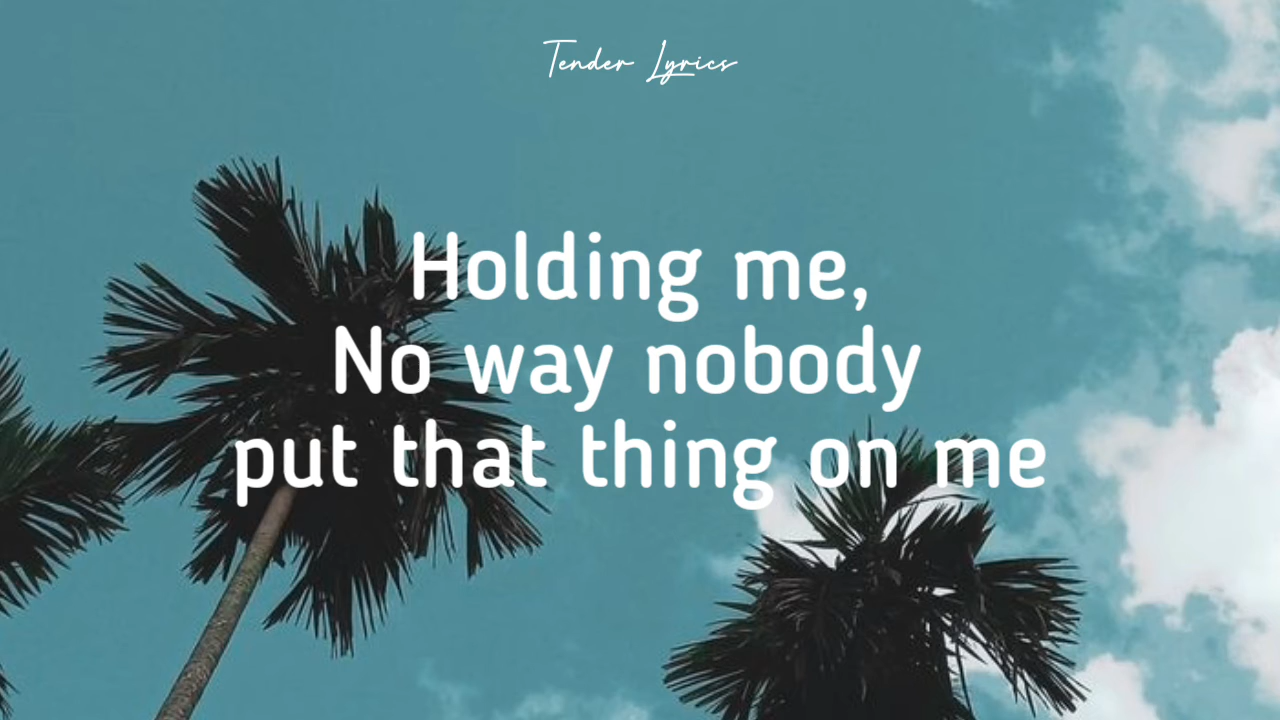 Tender Lyrics
Holding me,
No way nobody
put that thing on me